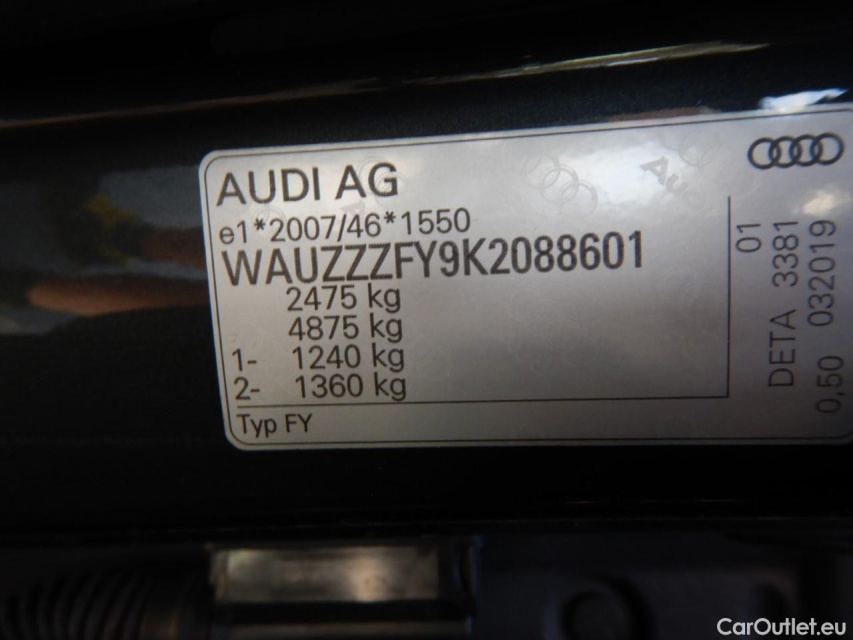 AUDI AG
e1*2007/46*1550
WAUZZZFY9K2088601
2475 kg
4875 kg
1- 1240 kg
2- 1360 kg
Typ FY
01
DETA 3381
0,50 032019
CarOutlet.eu